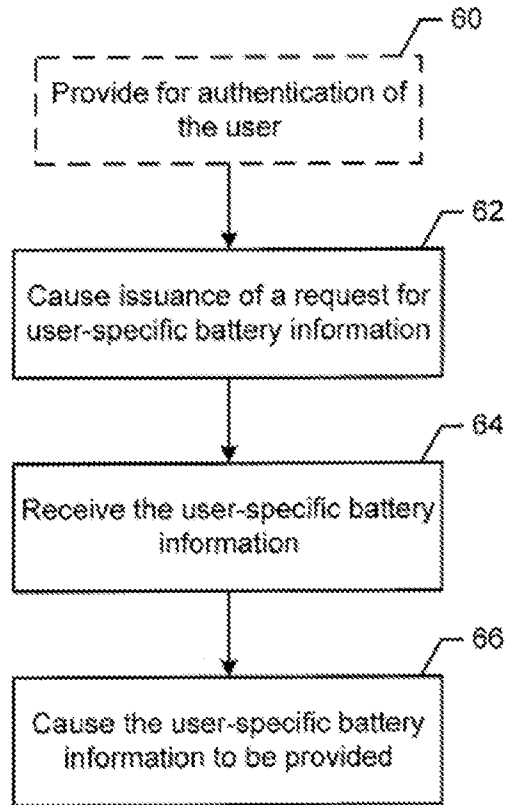 60
Provide for authentication of
the user
62
Cause issuance of a request for
user-specific battery information
64
Receive the user-specific battery
information
66
Cause the user-specific battery
information to be provided